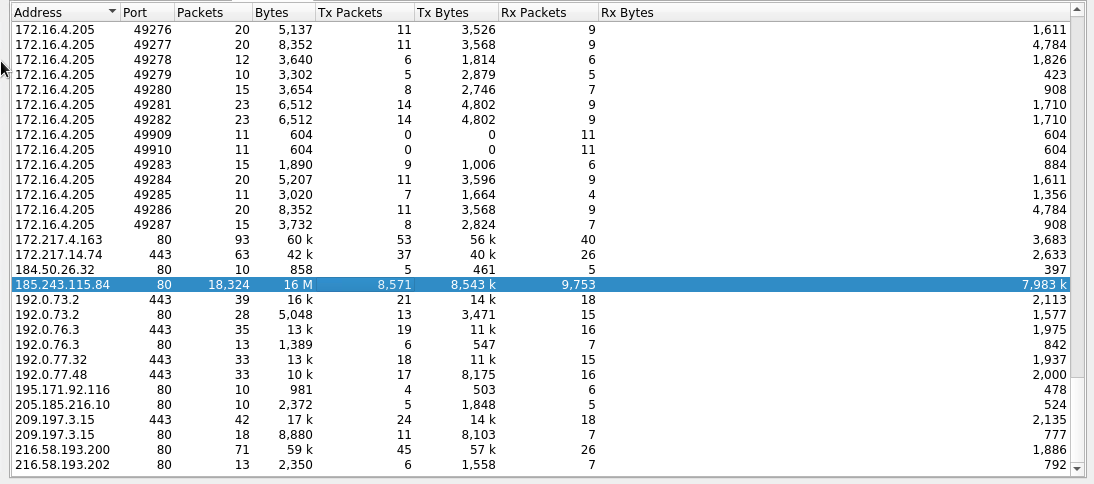 Address Port Packets Bytes Tx Packets Tx Bytes Rx Packets Rx Bytes
172.16.4.205 49276 20 5,137 11 3,526 9 1,611
172.16.4.205 49277 20 8,352 11 3,568 9 4,784
172.16.4.205 49278 12 3,640 6 1,814 6 1,826
172.16.4.205 49279 10 3,302 5 2,879 5 423
172.16.4.205 49280 15 3,654 8 2,746 7 908
172.16.4.205 49281 23 6,512 14 4,802 9 1,710
172.16.4.205 49282 23 6,512 14 4,802 9 1,710
172.16.4.205 49909 11 604 0 0 11 604
172.16.4.205 49910 11 604 0 0 11 604
172.16.4.205 49283 15 1,890 9 1,006 6 884
172.16.4.205 49284 20 5,207 11 3,596 9 1,611
172.16.4.205 49285 11 3,020 7 1,664 4 1,356
172.16.4.205 49286 20 8,352 11 3,568 9 4,784
172.16.4.205 49287 15 3,732 8 2,824 7 908
172.217.4.163 80 93 60 k 53 56 k 40 3,683
172.217.14.74 443 63 42 k 37 40 k 26 2,633
184.50.26.32 80 10 858 5 461 5 397
185.243.115.84 80 18,324 16 M 8,571 8,543 k 9,753 7,983 k
192.0.73.2 443 39 16 k 21 14 k 18 2,113
192.0.73.2 80 28 5,048 13 3,471 15 1,577
192.0.76.3 443 35 13 k 19 11 k 16 1,975
192.0.76.3 80 13 1,389 6 547 7 842
192.0.77.32 443 33 13 k 18 11 k 15 1,937
192.0.77.48 443 33 10 k 17 8,175 16 2,000
195.171.92.116 80 10 981 4 503 6 478
205.185.216.10 80 10 2,372 5 1,848 5 524
209.197.3.15 443 42 17 k 24 14 k 18 2,135
209.197.3.15 80 18 8,880 11 8,103 7 777
216.58.193.200 80 71 59 k 45 57 k 26 1,886
216.58.193.202 80 13 2,350 6 1,558 7 792